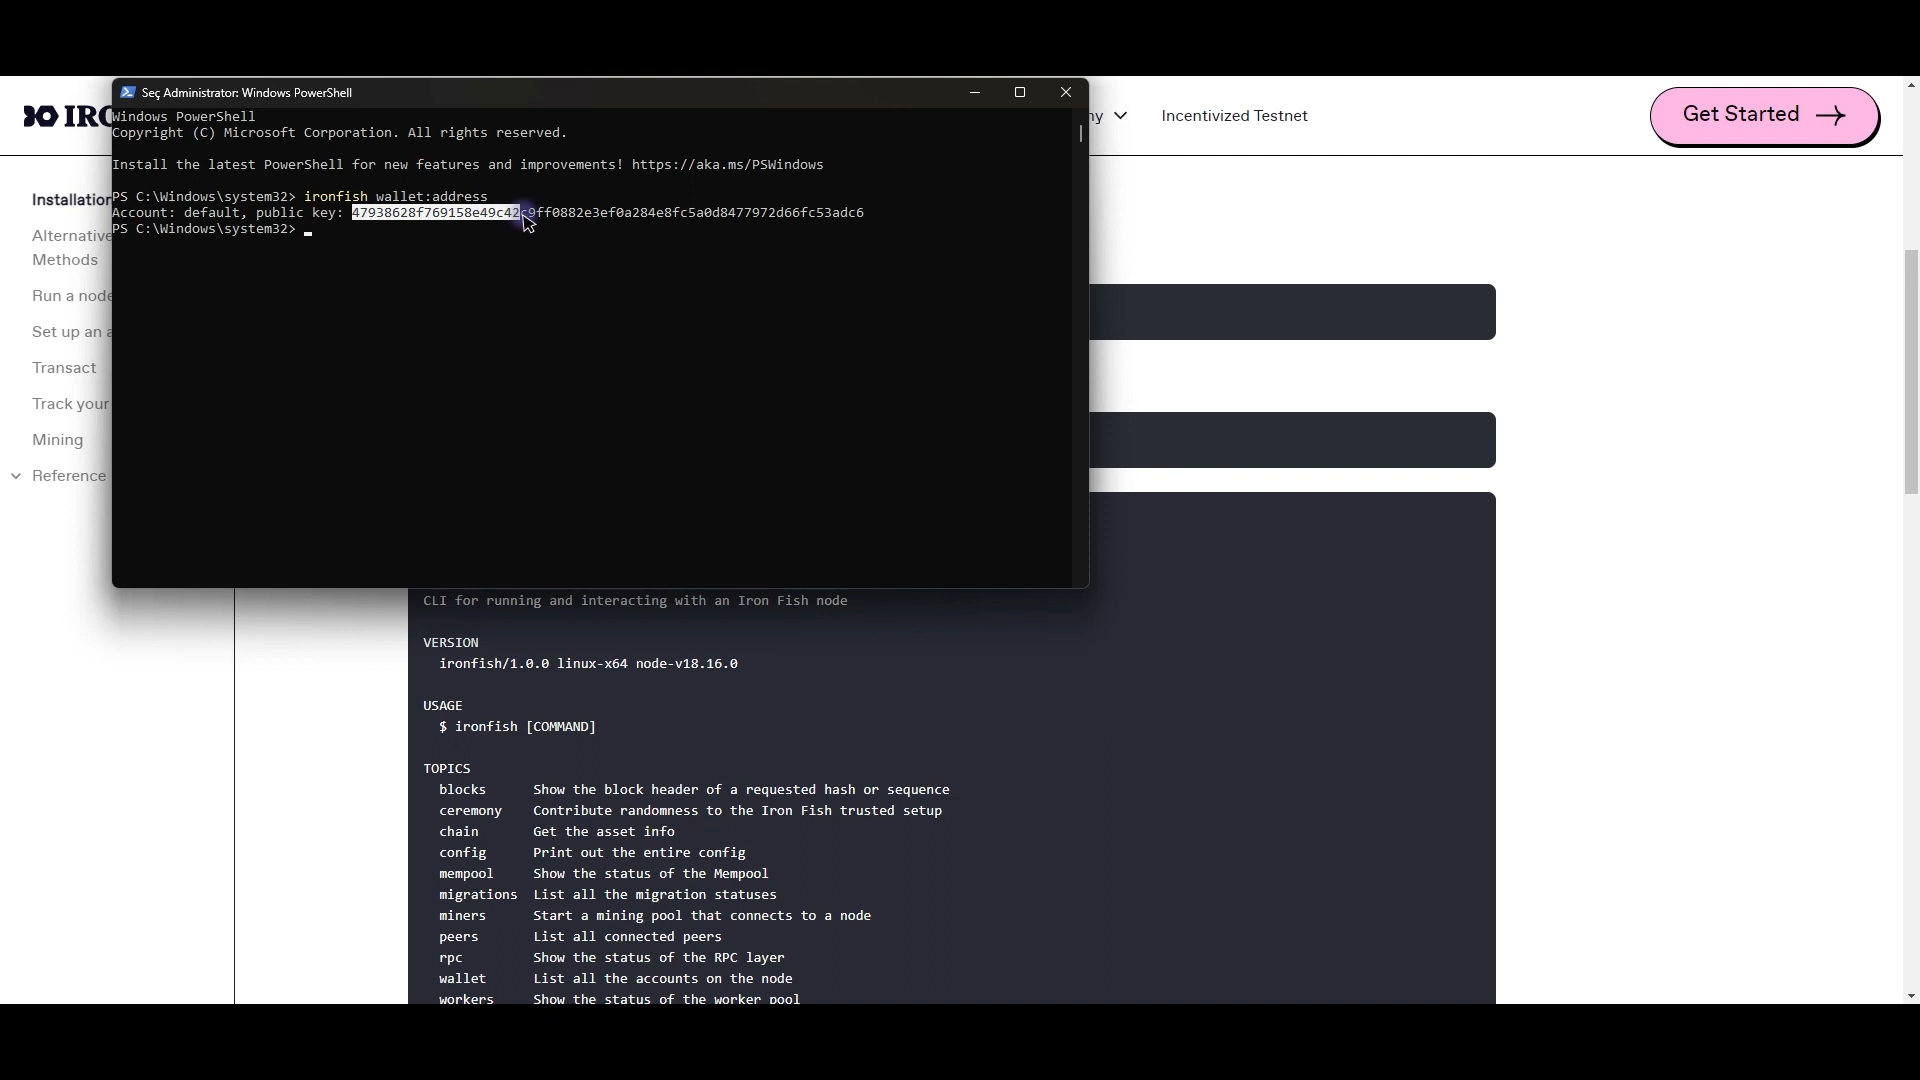 Seç Administrator: Windows PowerShell
Windows PowerShell
Copyright (C) Microsoft Corporation. All rights reserved.
Install the latest PowerShell for new features and improvements! https://aka.ms/PSWindows
PS C:\Windows\system32> ironfish wallet:address
Account: default, public key: 47938628f769158e49c42c9ff0882e3ef0a284e8fc5a0d8477972d66fc53adc6
PS C:\Windows\system32>
IRO
ny
Incentivized Testnet
Get Started
Installation
Alternative
Methods
Run a node
Set up an a
Transact
Track your
Mining
Reference
CLI for running and interacting with an Iron Fish node
VERSION
ironfish/1.0.0 linux-x64 node-v18.16.0
USAGE
$ ironfish [COMMAND]
TOPICS
blocks Show the block header of a requested hash or sequence
ceremony Contribute randomness to the Iron Fish trusted setup
chain Get the asset info
config Print out the entire config
mempool Show the status of the Mempool
migrations List all the migration statuses
miners Start a mining pool that connects to a node
peers List all connected peers
rpc Show the status of the RPC layer
wallet List all the accounts on the node
workers Show the status of the worker pool